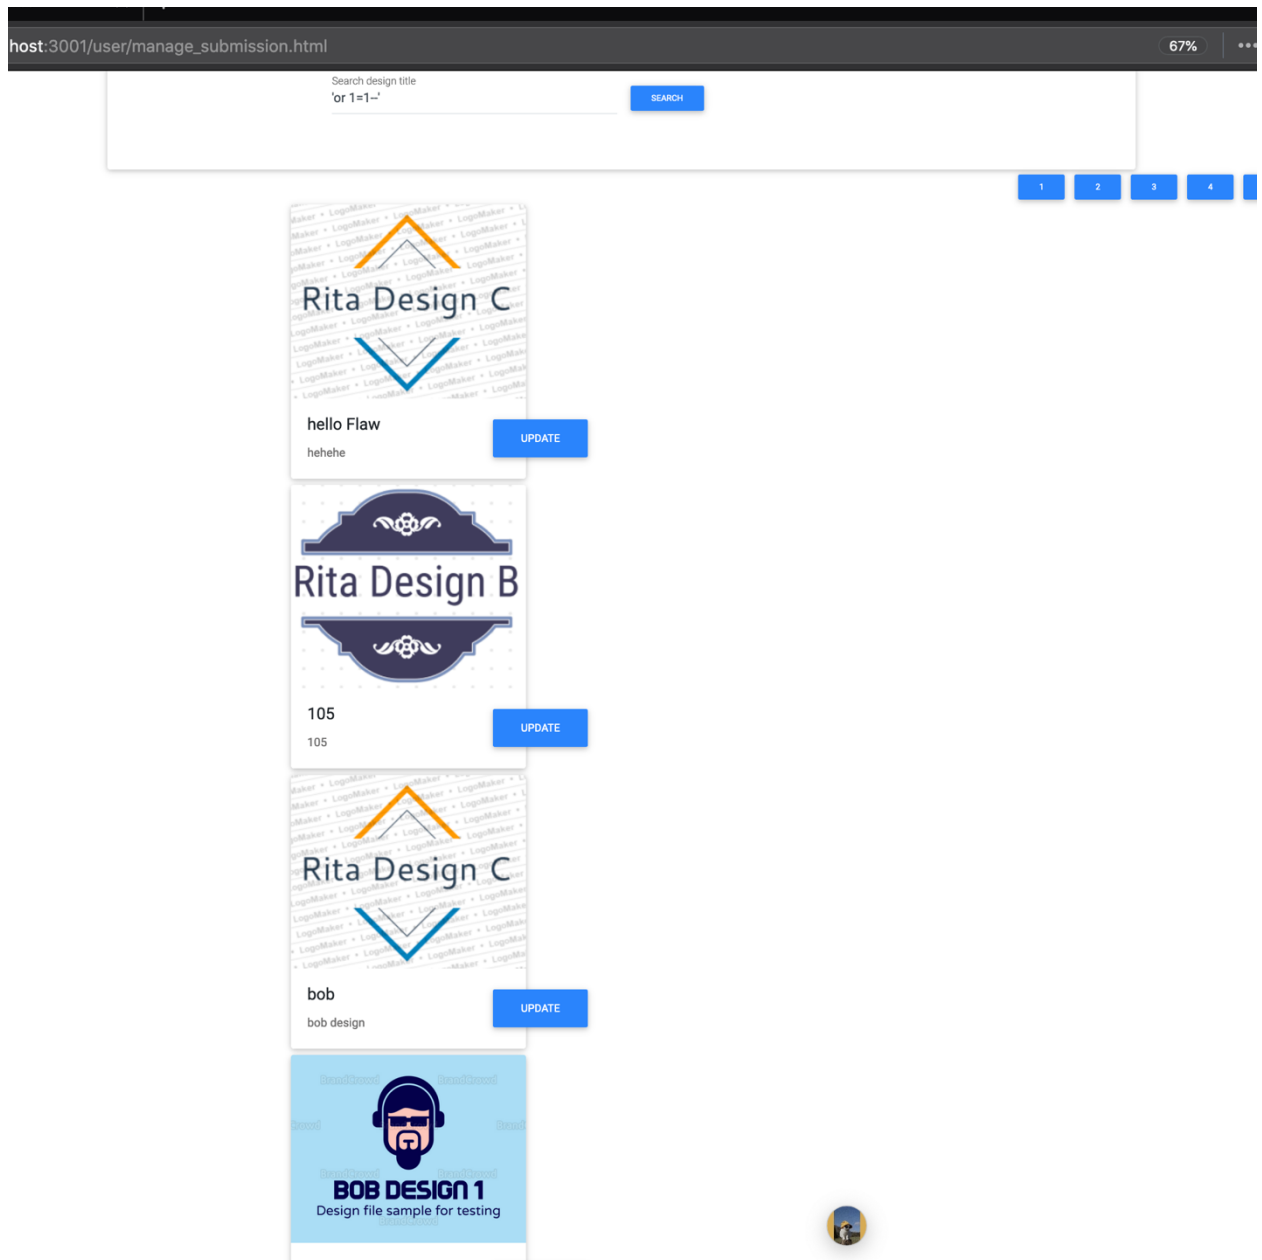 host:3001/user/manage_submission.html
67%
Search design title
'or 1=1--'
SEARCH
1
2
3
4
Rita Design C
hello Flaw
hehehe
UPDATE
Rita Design B
105
105
UPDATE
Rita Design C
bob
bob design
UPDATE
BrandCrowd BrandCrowd
BOB DESIGN 1
Design file sample for testing